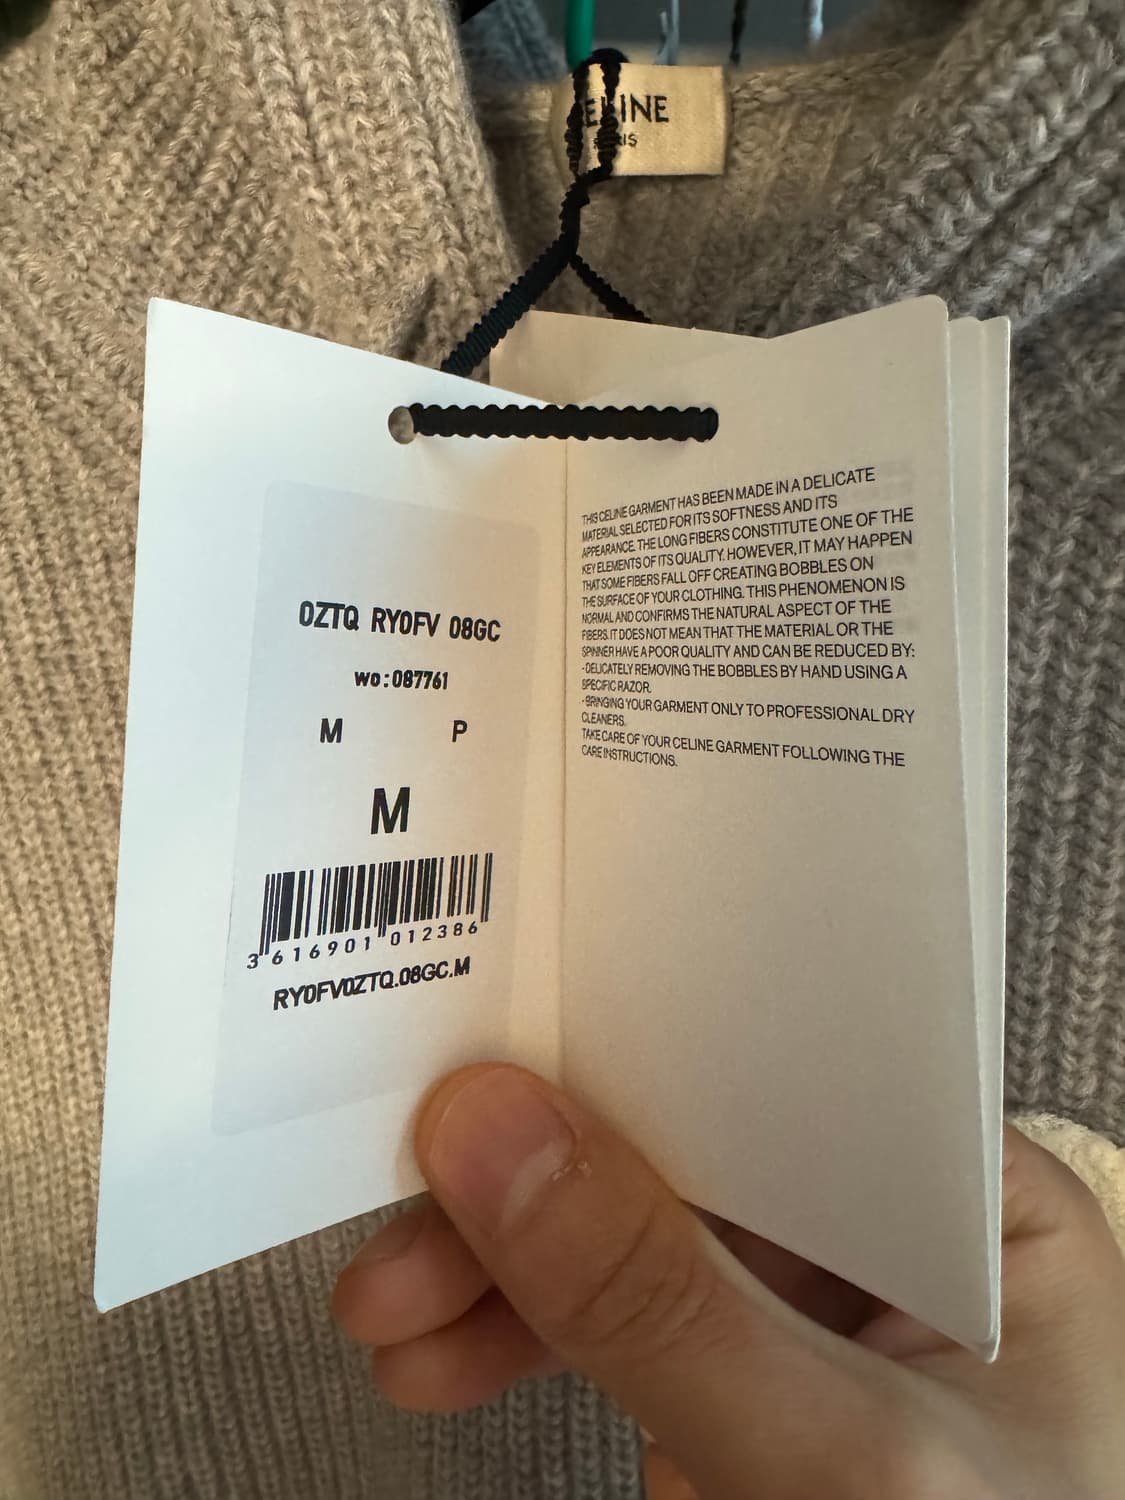 ELINE
0ZTQ RY0FV 08GC
wo:087761
M P
M
3 616901 012386
RY0FV0ZTQ.08GC.M
THIS CELINE GARMENT HAS BEEN MADE IN A DELICATE
MATERIAL SELECTED FOR ITS SOFTNESS AND ITS
APPEARANCE. THE LONG FIBERS CONSTITUTE ONE OF THE
KEY ELEMENTS OF ITS QUALITY. HOWEVER, IT MAY HAPPEN
THAT SOME FIBERS FALL OFF CREATING BOBBLES ON
THE SURFACE OF YOUR CLOTHING. THIS PHENOMENON IS
NORMAL AND CONFIRMS THE NATURAL ASPECT OF THE
FIBERS. IT DOES NOT MEAN THAT THE MATERIAL OR THE
SPINNER HAVE A POOR QUALITY AND CAN BE REDUCED BY:
- DELICATELY REMOVING THE BOBBLES BY HAND USING A
SPECIFIC RAZOR.
- BRINGING YOUR GARMENT ONLY TO PROFESSIONAL DRY
CLEANERS.
TAKE CARE OF YOUR CELINE GARMENT FOLLOWING THE
CARE INSTRUCTIONS.